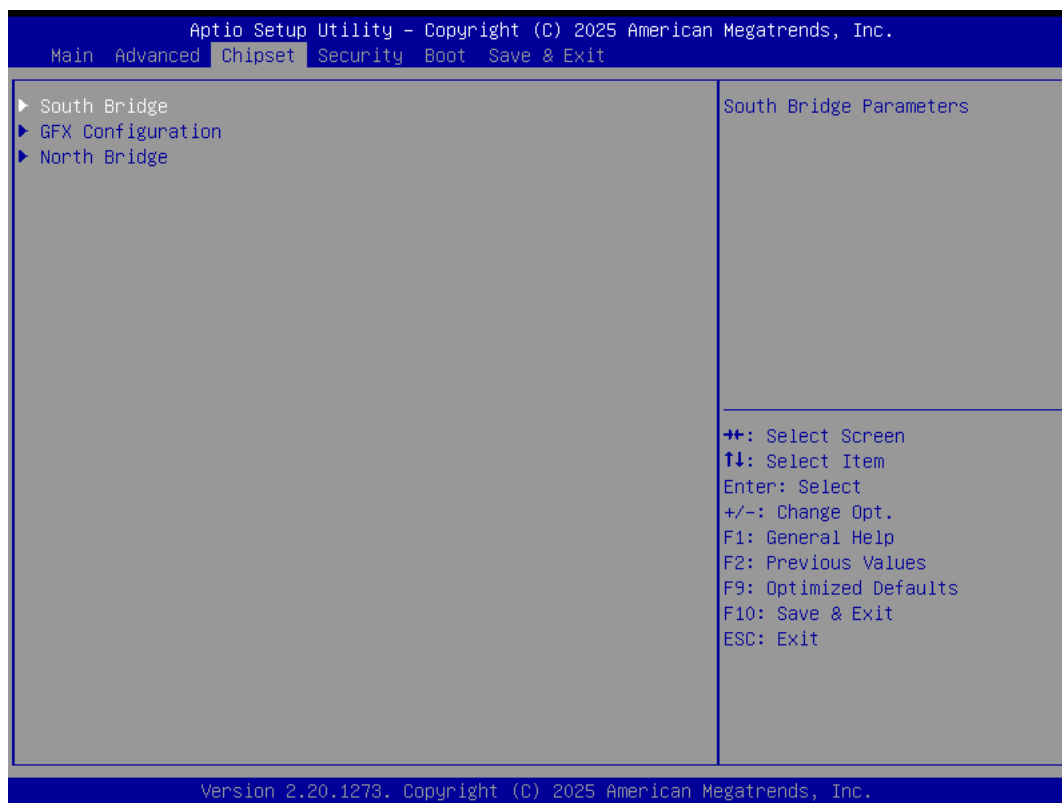 Aptio Setup Utility – Copyright (C) 2025 American Megatrends, Inc.
Main Advanced Chipset Security Boot Save & Exit
▶ South Bridge
▶ GFX Configuration
▶ North Bridge
South Bridge Parameters
→←: Select Screen
↑↓: Select Item
Enter: Select
+/-: Change Opt.
F1: General Help
F2: Previous Values
F9: Optimized Defaults
F10: Save & Exit
ESC: Exit
Version 2.20.1273. Copyright (C) 2025 American Megatrends, Inc.